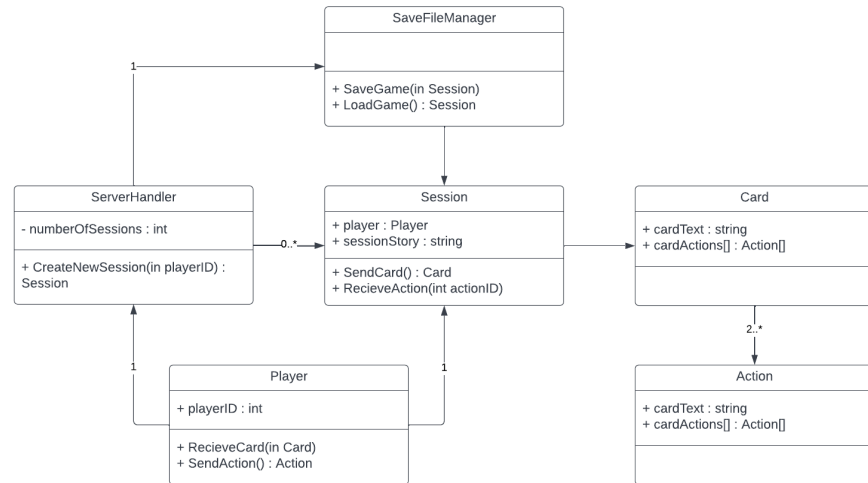 SaveFileManager
+ SaveGame(in Session)
+ LoadGame() : Session
1
ServerHandler
- numberOfSessions : int
+ CreateNewSession(in playerID) :
Session
0..*
Session
+ player : Player
+ sessionStory : string
+ SendCard() : Card
+ RecieveAction(int actionID)
Card
+ cardText : string
+ cardActions[] : Action[]
2..*
1
1
Player
+ playerID : int
+ RecieveCard(in Card)
+ SendAction() : Action
Action
+ cardText : string
+ cardActions[] : Action[]